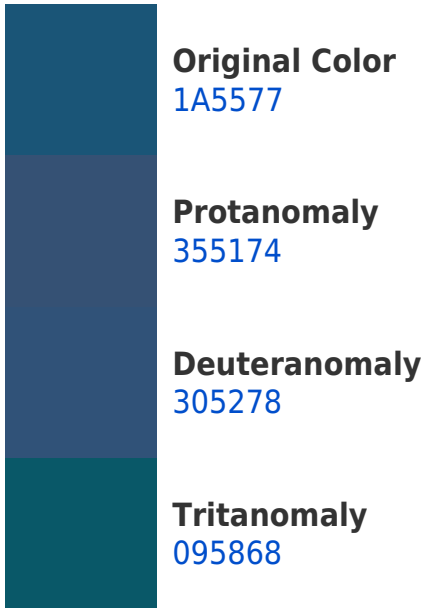 Original Color
1A5577
Protanomaly
355174
Deuteranomaly
305278
Tritanomaly
095868